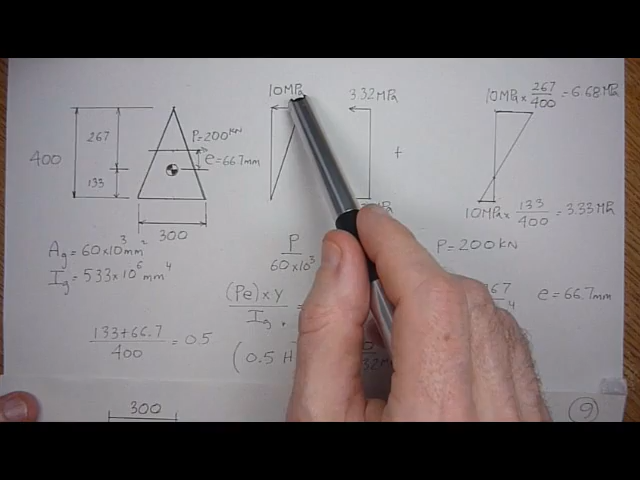 10MPa
3.32MPa
10MPa × 267/400 = 6.68MPa
400
267
P=200KN
e=66.7mm
133
+
10MPa × 133/400 = 3.33MPa
300
P/60×10³
P=200KN
Ag = 60×10³mm²
Ig = 533×10⁶mm⁴
(Pe)×Y/Ig
e=66.7mm
133+66.7/400 = 0.5
(0.5 H
300
9